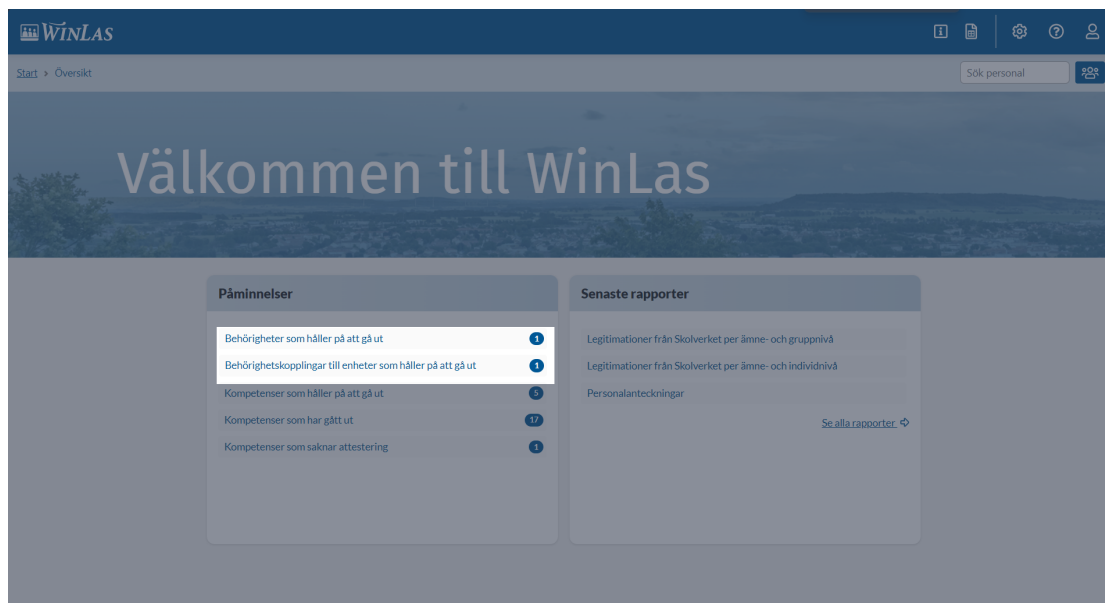 WINLAS
Start > Översikt
Sök personal
Välkommen till WinLas
Påminnelser
Behörigheter som håller på att gå ut 1
Behörighetskopplingar till enheter som håller på att gå ut 1
Kompetenser som håller på att gå ut 5
Kompetenser som har gått ut 17
Kompetenser som saknar attestering 1
Senaste rapporter
Legitimationer från Skolverket per ämne- och gruppnivå
Legitimationer från Skolverket per ämne- och individnivå
Personalanteckningar
Se alla rapporter